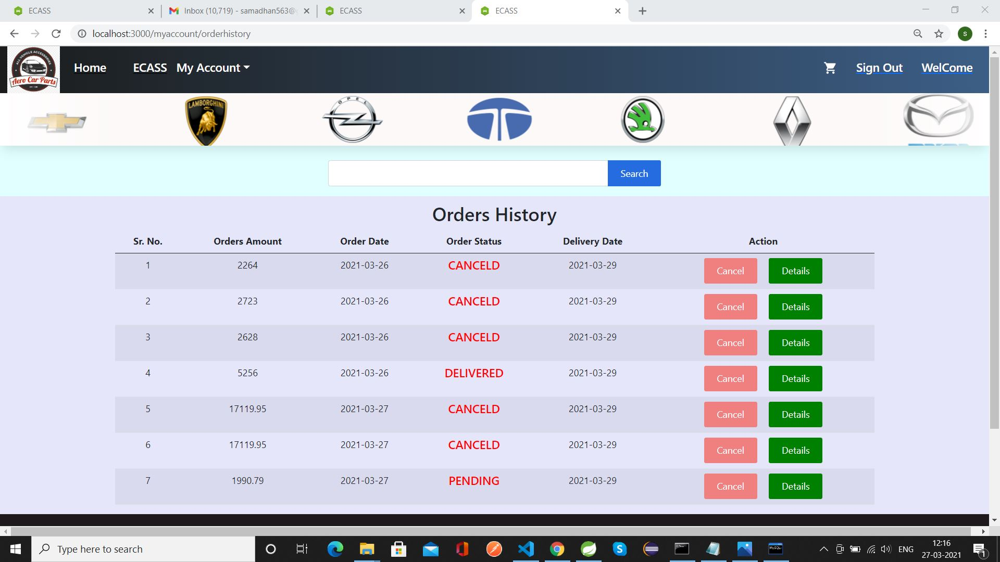 ECASS
Inbox (10,719) - samadhan563@
ECASS
ECASS
localhost:3000/myaccount/orderhistory
S
ALL VEHICLE ACCESSORIES
Aero Car Parts
Home ECASS My Account Sign Out WelCome
LAMBORGHINI
OPEL
Search
Orders History
Sr. No. Orders Amount Order Date Order Status Delivery Date Action
1 2264 2021-03-26 CANCELD 2021-03-29 Cancel Details
2 2723 2021-03-26 CANCELD 2021-03-29 Cancel Details
3 2628 2021-03-26 CANCELD 2021-03-29 Cancel Details
4 5256 2021-03-26 DELIVERED 2021-03-29 Cancel Details
5 17119.95 2021-03-27 CANCELD 2021-03-29 Cancel Details
6 17119.95 2021-03-27 CANCELD 2021-03-29 Cancel Details
7 1990.79 2021-03-27 PENDING 2021-03-29 Cancel Details
Type here to search
MySQL
ENG
12:16
27-03-2021
1